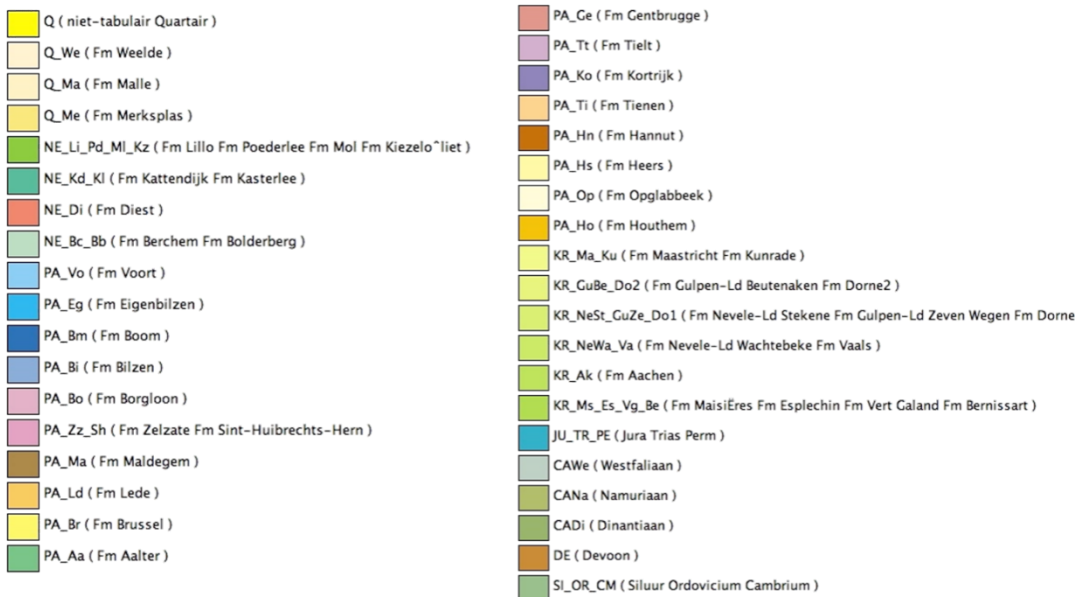 Q ( niet-tabulair Quartair )
Q_We ( Fm Weelde )
Q_Ma ( Fm Malle )
Q_Me ( Fm Merksplas )
NE_Li_Pd_Ml_Kz ( Fm Lillo Fm Poederlee Fm Mol Fm Kiezelo^liet )
NE_Kd_Kl ( Fm Kattendijk Fm Kasterlee )
NE_Di ( Fm Diest )
NE_Bc_Bb ( Fm Berchem Fm Bolderberg )
PA_Vo ( Fm Voort )
PA_Eg ( Fm Eigenbilzen )
PA_Bm ( Fm Boom )
PA_Bi ( Fm Bilzen )
PA_Bo ( Fm Borgloon )
PA_Zz_Sh ( Fm Zelzate Fm Sint-Huibrechts-Hern )
PA_Ma ( Fm Maldegem )
PA_Ld ( Fm Lede )
PA_Br ( Fm Brussel )
PA_Aa ( Fm Aalter )
PA_Ge ( Fm Gentbrugge )
PA_Tt ( Fm Tielt )
PA_Ko ( Fm Kortrijk )
PA_Ti ( Fm Tienen )
PA_Hn ( Fm Hannut )
PA_Hs ( Fm Heers )
PA_Op ( Fm Opglabbeek )
PA_Ho ( Fm Houthem )
KR_Ma_Ku ( Fm Maastricht Fm Kunrade )
KR_GuBe_Do2 ( Fm Gulpen-Ld Beutenaken Fm Dorne2 )
KR_NeSt_GuZe_Do1 ( Fm Nevele-Ld Stekene Fm Gulpen-Ld Zeven Wegen Fm Dorne
KR_NeWa_Va ( Fm Nevele-Ld Wachtebeke Fm Vaals )
KR_Ak ( Fm Aachen )
KR_Ms_Es_Vg_Be ( Fm MaisiËres Fm Esplechin Fm Vert Galand Fm Bernissart )
JU_TR_PE ( Jura Trias Perm )
CAWe ( Westfaliaan )
CANa ( Namuriaan )
CADi ( Dinantiaan )
DE ( Devoon )
SI_OR_CM ( Siluur Ordovicium Cambrium )